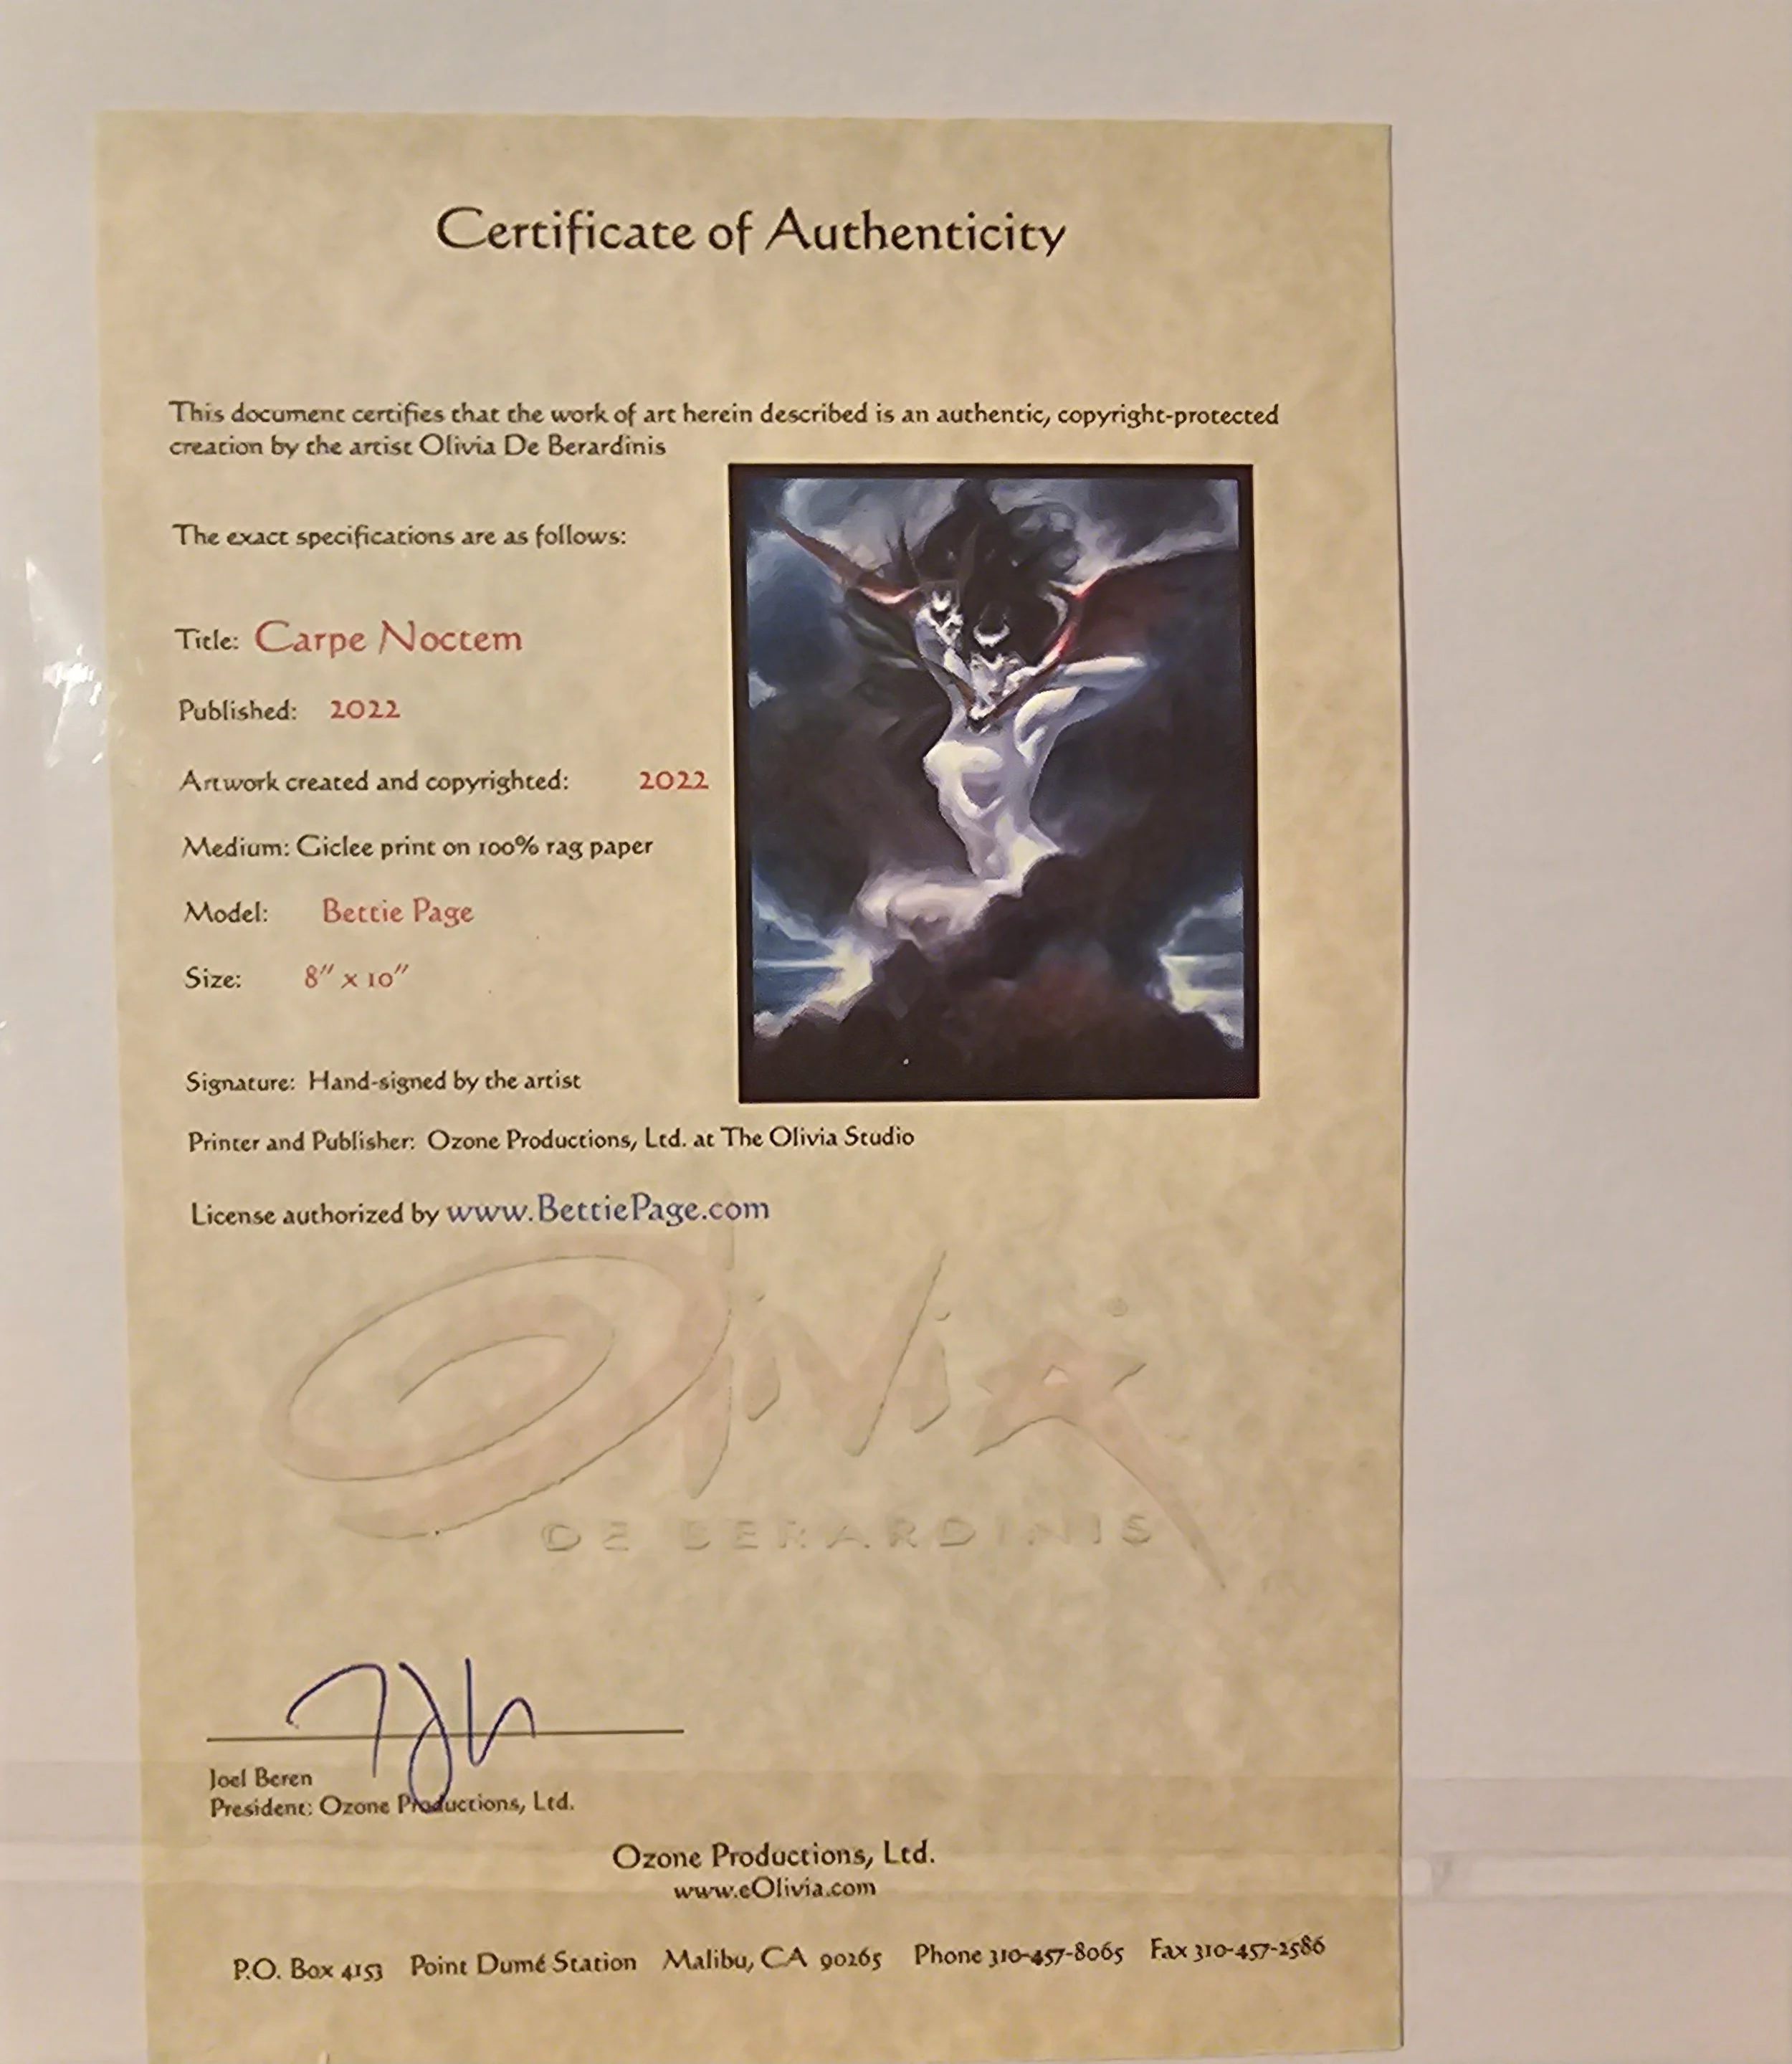 Certificate of Authenticity
This document certifies that the work of art herein described is an authentic, copyright-protected
creation by the artist Olivia De Berardinis
The exact specifications are as follows:
Title: Carpe Noctem
Published: 2022
Artwork created and copyrighted: 2022
Medium: Giclee print on 100% rag paper
Model: Bettie Page
Size: 8" x 10"
Signature: Hand-signed by the artist
Printer and Publisher: Ozone Productions, Ltd. at The Olivia Studio
License authorized by www.BettiePage.com
Olivia®
DE BERARDINIS
Joel Beren
President: Ozone Productions, Ltd.
Ozone Productions, Ltd.
www.eOlivia.com
P.O. Box 4153 Point Dumé Station Malibu, CA 90265 Phone 310-457-8065 Fax 310-457-2586